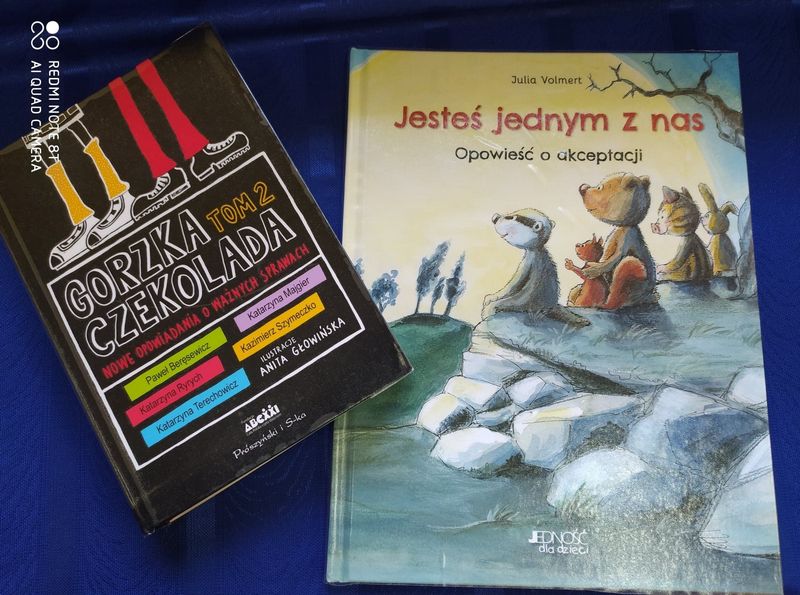 REDMI NOTE 8T
AI QUAD CAMERA
GORZKA TOM 2
CZEKOLADA
NOWE OPOWIADANIA O WAŻNYCH SPRAWACH
Paweł Beręsewicz
Katarzyna Majgier
Katarzyna Ryrych
Kazimierz Szymeczko
Katarzyna Terechowicz
ILUSTRACJE
ANITA GŁOWIŃSKA
ABCXXI
Prószyński i S-ka
Julia Volmert
Jesteś jednym z nas
Opowieść o akceptacji
JEDNOŚĆ
dla dzieci